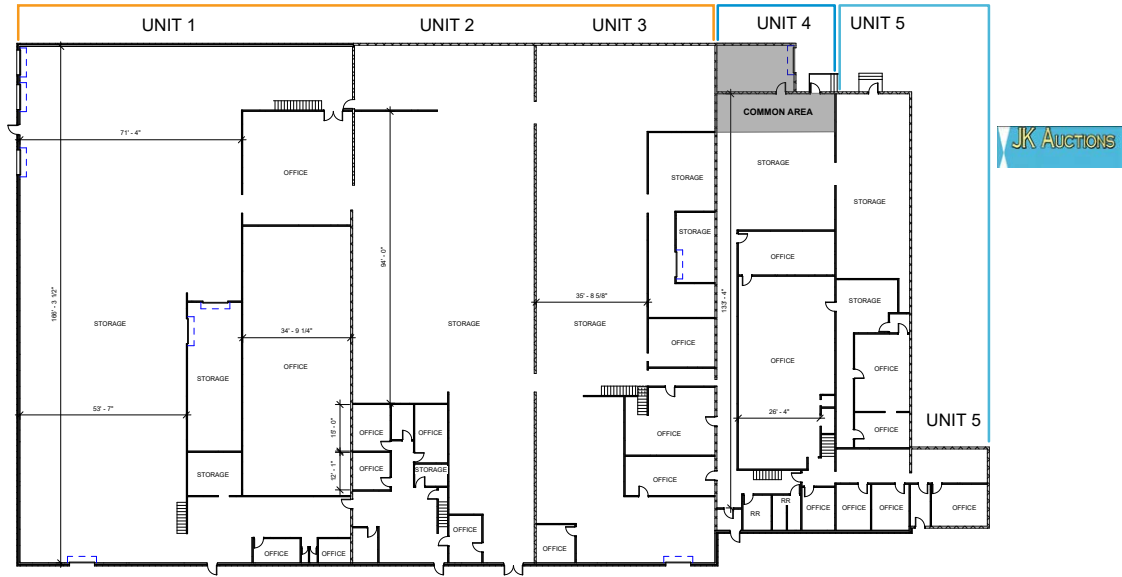 UNIT 1
UNIT 2
UNIT 3
UNIT 4
UNIT 5
COMMON AREA
JK AUCTIONS
71' - 4"
OFFICE
STORAGE
STORAGE
STORAGE
STORAGE
94' - 0"
OFFICE
133' - 4"
166' - 3 1/2"
35' - 8 5/8"
STORAGE
STORAGE
STORAGE
STORAGE
34' - 9 1/4"
OFFICE
OFFICE
OFFICE
OFFICE
STORAGE
53' - 7"
26' - 4"
UNIT 5
15' - 0"
OFFICE
OFFICE
OFFICE
OFFICE
12' - 1"
OFFICE
STORAGE
OFFICE
STORAGE
RR
RR
OFFICE
OFFICE
OFFICE
OFFICE
OFFICE
OFFICE
OFFICE
OFFICE